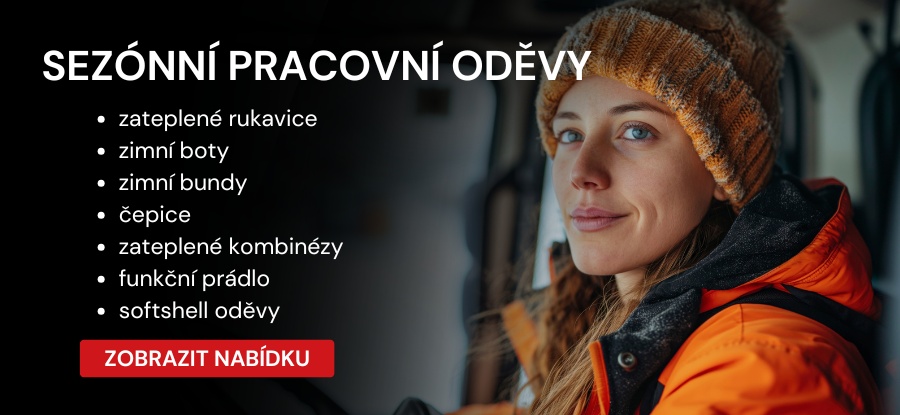 SEZÓNNÍ PRACOVNÍ ODĚVY
zateplené rukavice
zimní boty
zimní bundy
čepice
zateplené kombinézy
funkční prádlo
softshell oděvy
ZOBRAZIT NABÍDKU